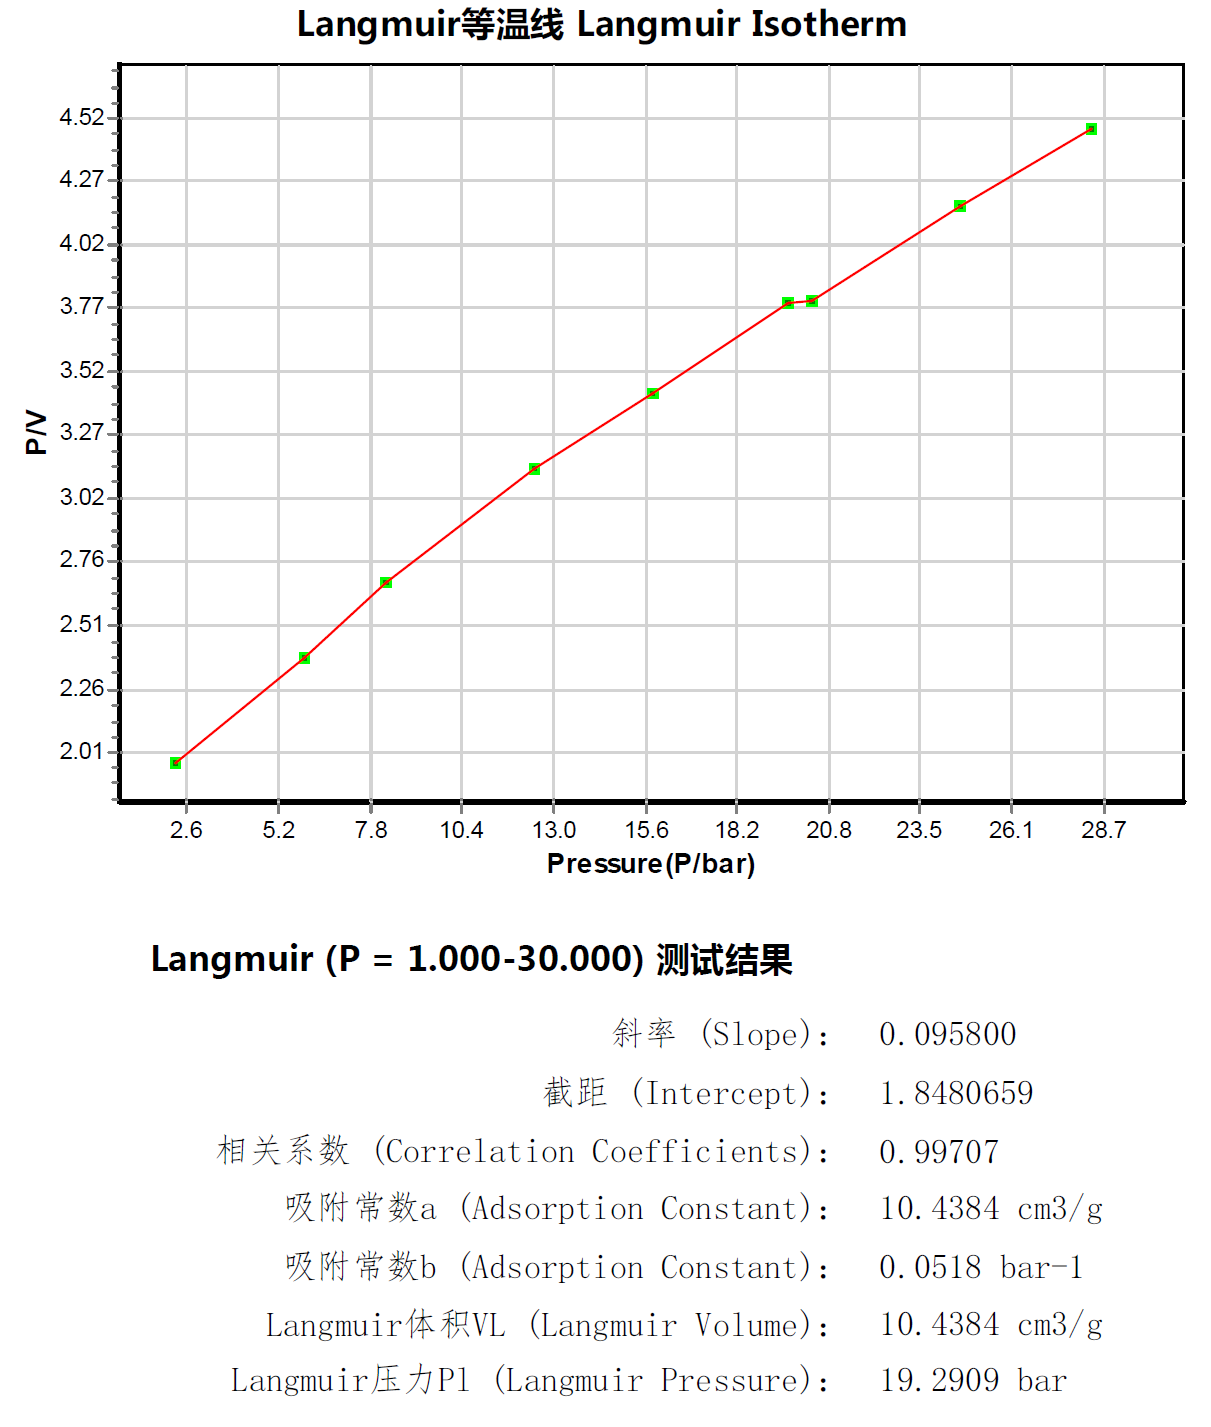 Langmuir等温线 Langmuir Isotherm
4.52
4.27
4.02
3.77
3.52
3.27
3.02
2.76
2.51
2.26
2.01
P/V
2.6 5.2 7.8 10.4 13.0 15.6 18.2 20.8 23.5 26.1 28.7
Pressure(P/bar)
Langmuir (P = 1.000-30.000) 测试结果
斜率 (Slope): 0.095800
截距 (Intercept): 1.8480659
相关系数 (Correlation Coefficients): 0.99707
吸附常数a (Adsorption Constant): 10.4384 cm3/g
吸附常数b (Adsorption Constant): 0.0518 bar-1
Langmuir体积VL (Langmuir Volume): 10.4384 cm3/g
Langmuir压力Pl (Langmuir Pressure): 19.2909 bar